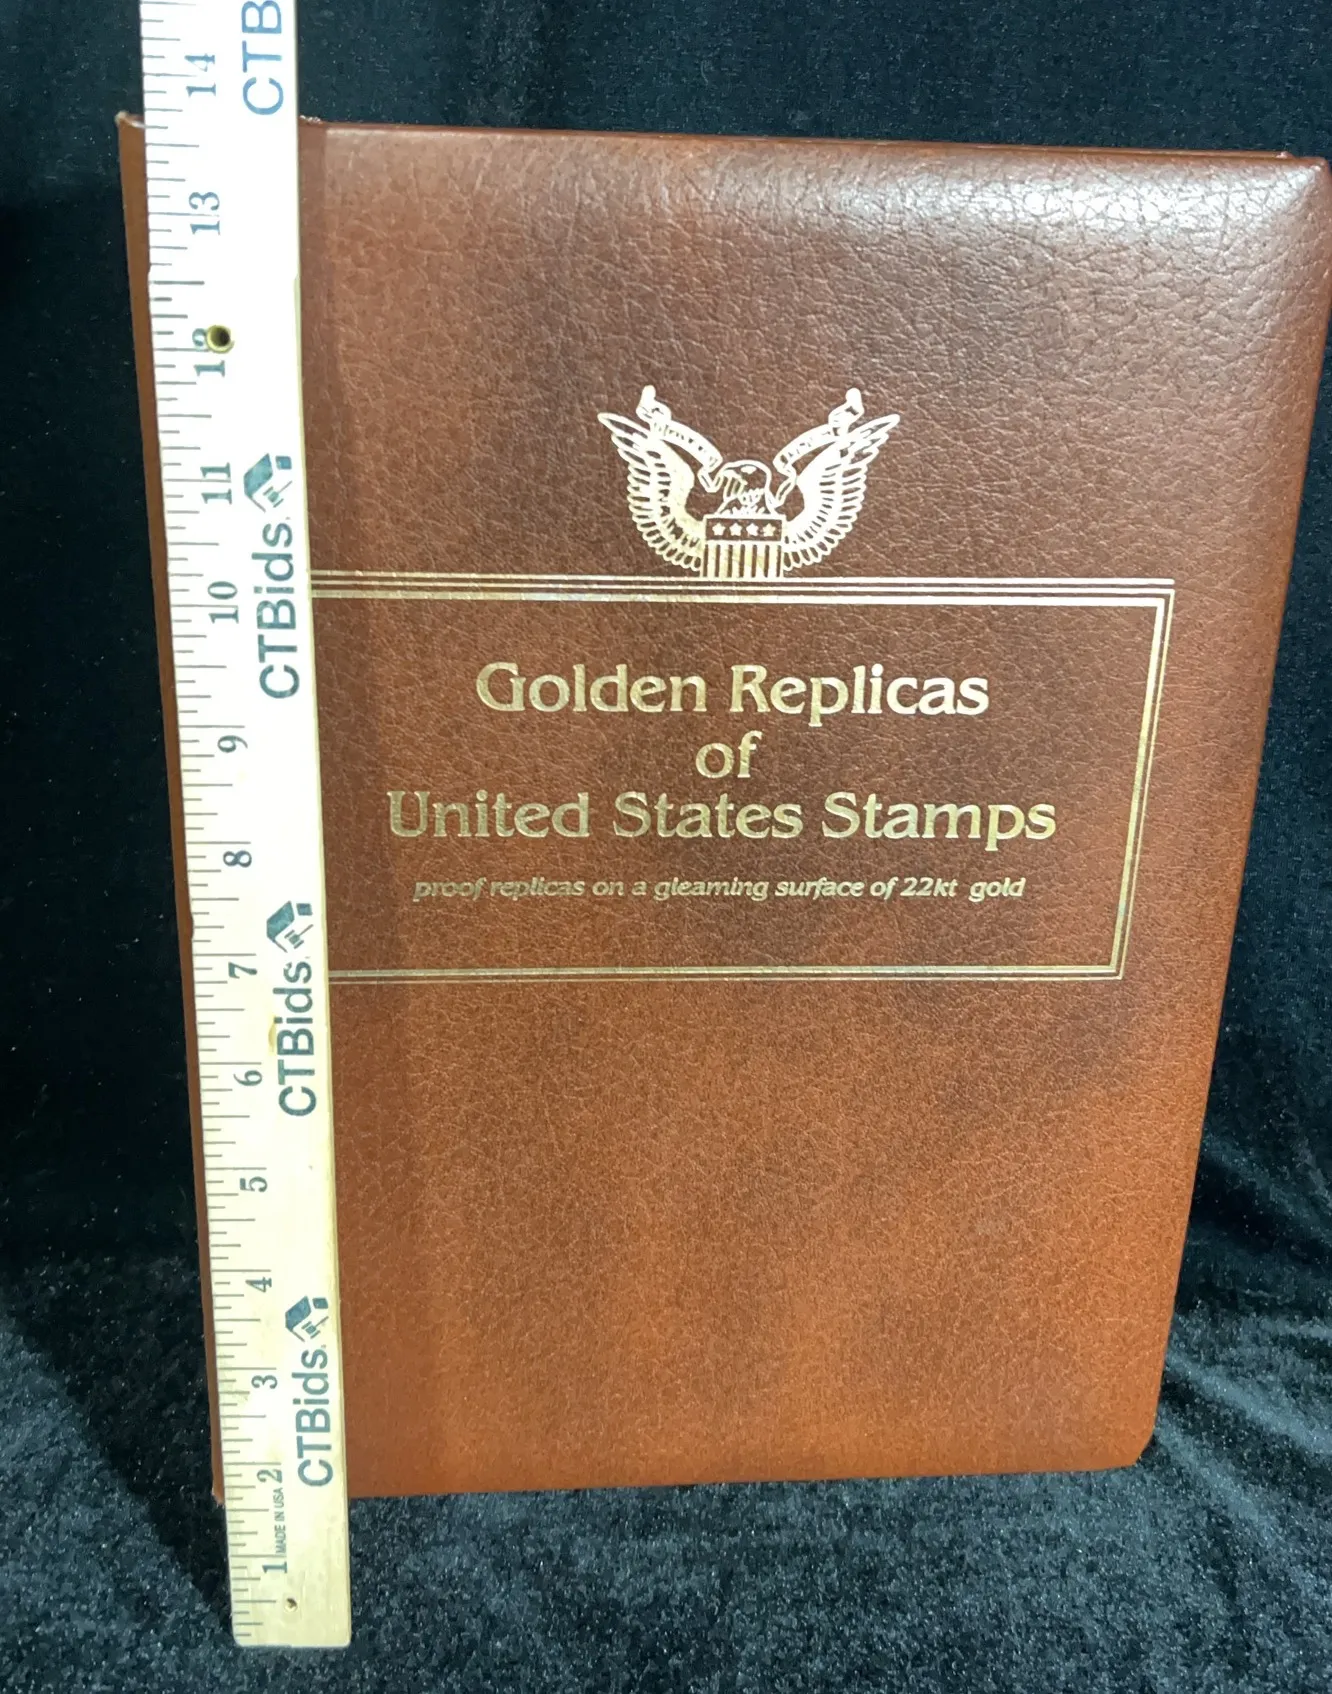 Golden Replicas
of
United States Stamps
proof replicas on a gleaming surface of 22kt gold
CTB
14
13
12
11
CTBids
10
9
8
7
CTBids
6
5
4
3
CTBids
2
MADE IN USA
1